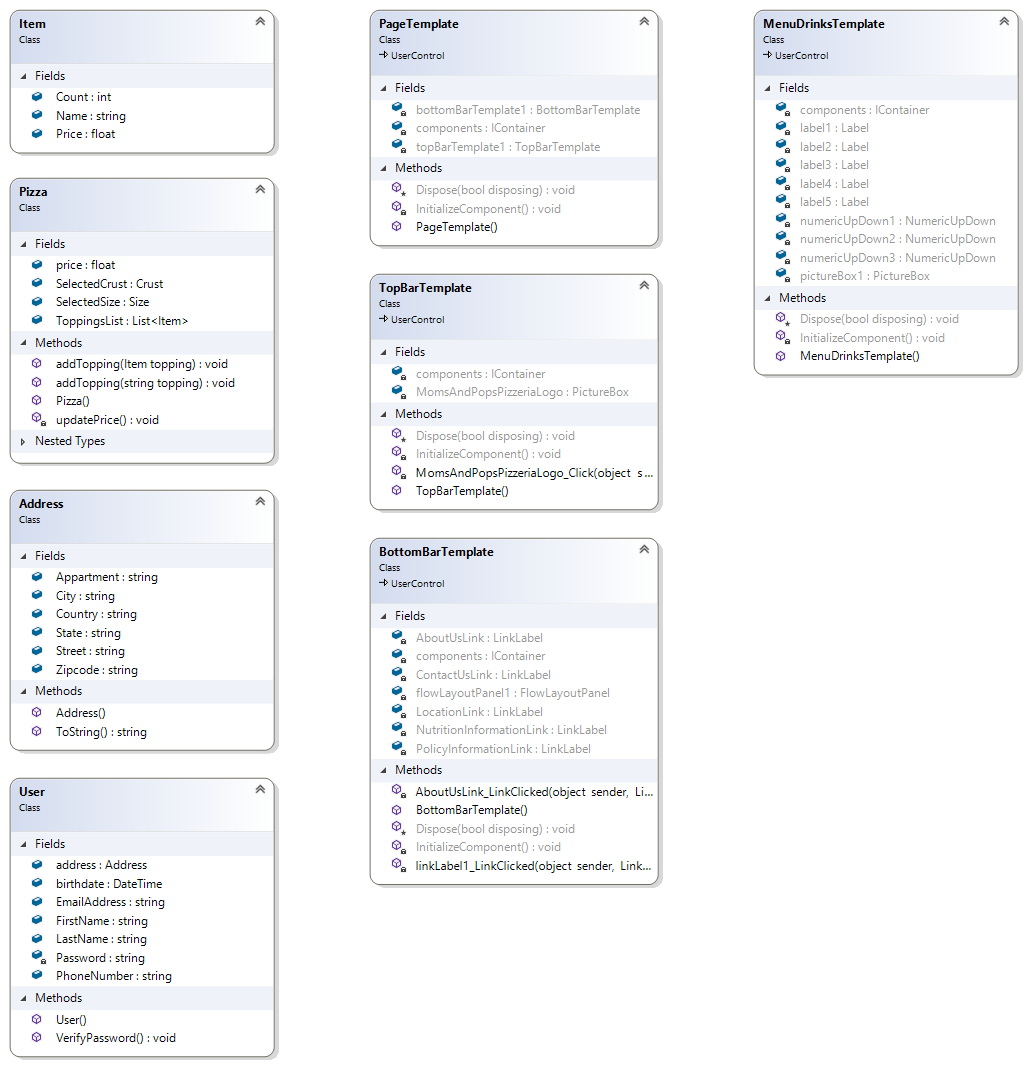 Item
Class
Fields
Count : int
Name : string
Price : float
Pizza
Class
Fields
price : float
SelectedCrust : Crust
SelectedSize : Size
ToppingsList : List<Item>
Methods
addTopping(Item topping) : void
addTopping(string topping) : void
Pizza()
updatePrice() : void
Nested Types
Address
Class
Fields
Appartment : string
City : string
Country : string
State : string
Street : string
Zipcode : string
Methods
Address()
ToString() : string
User
Class
Fields
address : Address
birthdate : DateTime
EmailAddress : string
FirstName : string
LastName : string
Password : string
PhoneNumber : string
Methods
User()
VerifyPassword() : void
PageTemplate
Class
UserControl
Fields
bottomBarTemplate1 : BottomBarTemplate
components : IContainer
topBarTemplate1 : TopBarTemplate
Methods
Dispose(bool disposing) : void
InitializeComponent() : void
PageTemplate()
TopBarTemplate
Class
UserControl
Fields
components : IContainer
MomsAndPopsPizzeriaLogo : PictureBox
Methods
Dispose(bool disposing) : void
InitializeComponent() : void
MomsAndPopsPizzeriaLogo_Click(object s...
TopBarTemplate()
BottomBarTemplate
Class
UserControl
Fields
AboutUsLink : LinkLabel
components : IContainer
ContactUsLink : LinkLabel
flowLayoutPanel1 : FlowLayoutPanel
LocationLink : LinkLabel
NutritionInformationLink : LinkLabel
PolicyInformationLink : LinkLabel
Methods
AboutUsLink_LinkClicked(object sender, Li...
BottomBarTemplate()
Dispose(bool disposing) : void
InitializeComponent() : void
linkLabel1_LinkClicked(object sender, Link...
MenuDrinksTemplate
Class
UserControl
Fields
components : IContainer
label1 : Label
label2 : Label
label3 : Label
label4 : Label
label5 : Label
numericUpDown1 : NumericUpDown
numericUpDown2 : NumericUpDown
numericUpDown3 : NumericUpDown
pictureBox1 : PictureBox
Methods
Dispose(bool disposing) : void
InitializeComponent() : void
MenuDrinksTemplate()